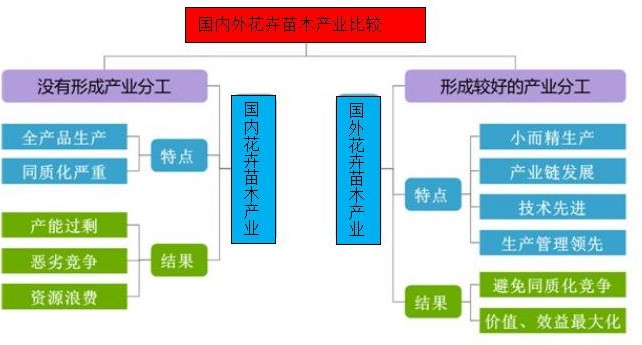 国内外花卉苗木产业比较
没有形成产业分工
形成较好的产业分工
国内花卉苗木产业
国外花卉苗木产业
全产品生产
同质化严重
特点
产能过剩
恶劣竞争
资源浪费
结果
小而精生产
产业链发展
技术先进
生产管理领先
特点
避免同质化竞争
价值、效益最大化
结果